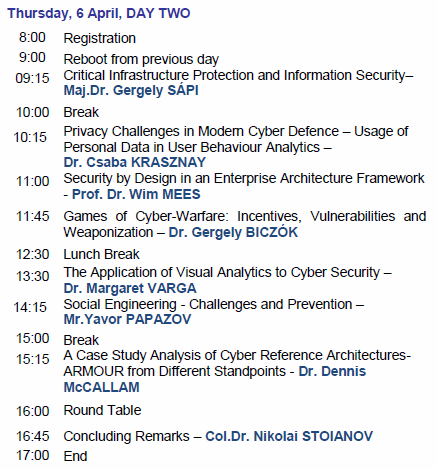 Thursday, 6 April, DAY TWO
8:00 Registration
9:00 Reboot from previous day
09:15 Critical Infrastructure Protection and Information Security–
Maj.Dr. Gergely SÁPI
10:00 Break
10:15 Privacy Challenges in Modern Cyber Defence – Usage of
Personal Data in User Behaviour Analytics –
Dr. Csaba KRASZNAY
11:00 Security by Design in an Enterprise Architecture Framework
- Prof. Dr. Wim MEES
11:45 Games of Cyber-Warfare: Incentives, Vulnerabilities and
Weaponization – Dr. Gergely BICZÓK
12:30 Lunch Break
13:30 The Application of Visual Analytics to Cyber Security –
Dr. Margaret VARGA
14:15 Social Engineering - Challenges and Prevention –
Mr.Yavor PAPAZOV
15:00 Break
15:15 A Case Study Analysis of Cyber Reference Architectures-
ARMOUR from Different Standpoints - Dr. Dennis
McCALLAM
16:00 Round Table
16:45 Concluding Remarks – Col.Dr. Nikolai STOIANOV
17:00 End